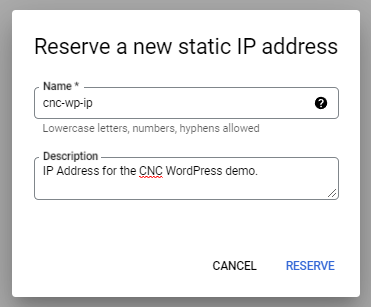 Reserve a new static IP address
Name *
cnc-wp-ip
?
Lowercase letters, numbers, hyphens allowed
Description
IP Address for the CNC WordPress demo.
CANCEL RESERVE